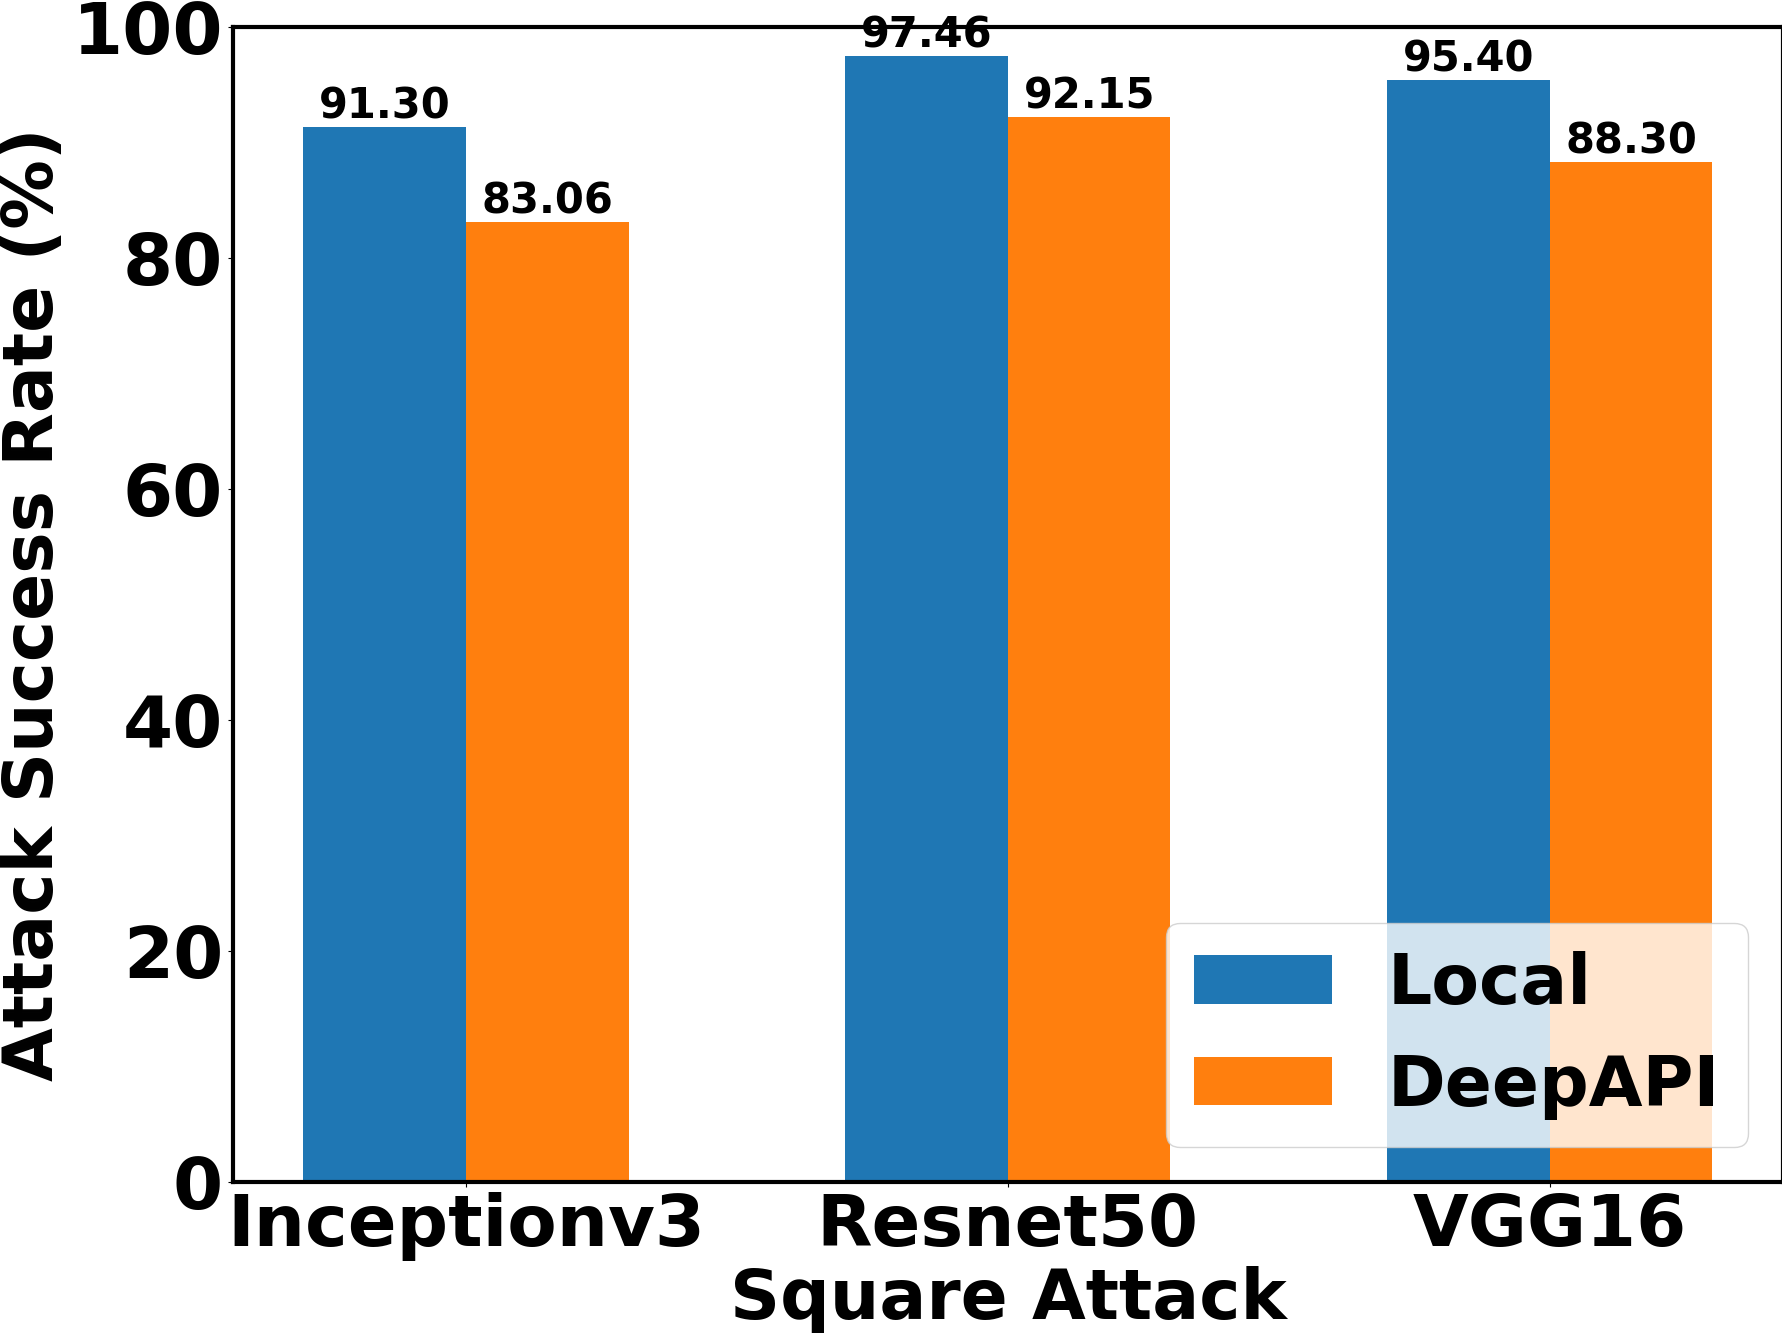 Attack Success Rate (%)
100
80
60
40
20
0
91.30
83.06
97.46
92.15
95.40
88.30
Local
DeepAPI
Inceptionv3
Resnet50
VGG16
Square Attack